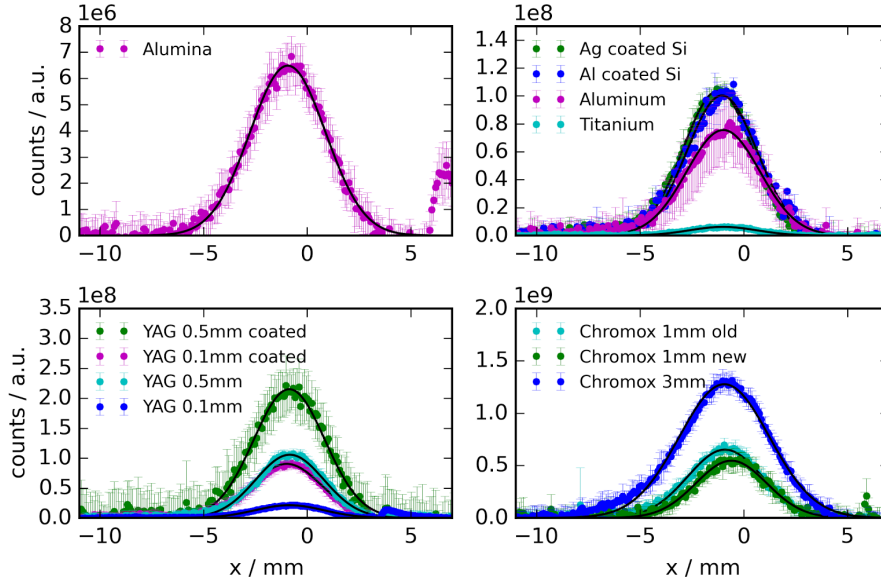 1e6
8
7
6
5
4
3
2
1
0
counts / a.u.
Alumina
−10 −5 0 5
1e8
1.4
1.2
1.0
0.8
0.6
0.4
0.2
0.0
Ag coated Si
Al coated Si
Aluminum
Titanium
−10 −5 0 5
1e8
3.5
3.0
2.5
2.0
1.5
1.0
0.5
0.0
counts / a.u.
YAG 0.5mm coated
YAG 0.1mm coated
YAG 0.5mm
YAG 0.1mm
−10 −5 0 5
x / mm
1e9
2.0
1.5
1.0
0.5
0.0
Chromox 1mm old
Chromox 1mm new
Chromox 3mm
−10 −5 0 5
x / mm